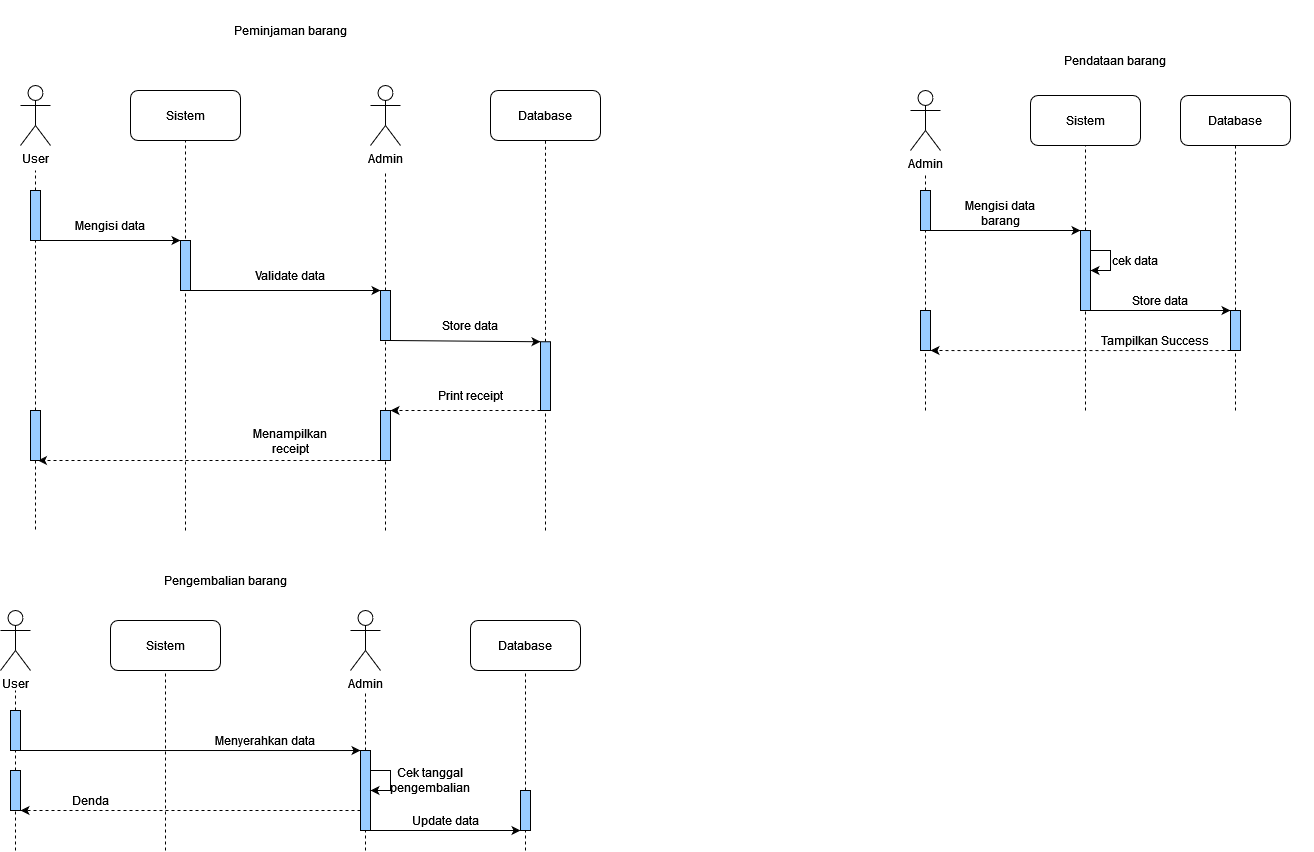 Peminjaman barang
User
Sistem
Admin
Database
Mengisi data
Validate data
Store data
Print receipt
Menampilkan
receipt
Pendataan barang
Admin
Sistem
Database
Mengisi data
barang
cek data
Store data
Tampilkan Success
Pengembalian barang
User
Sistem
Admin
Database
Menyerahkan data
Cek tanggal
pengembalian
Denda
Update data